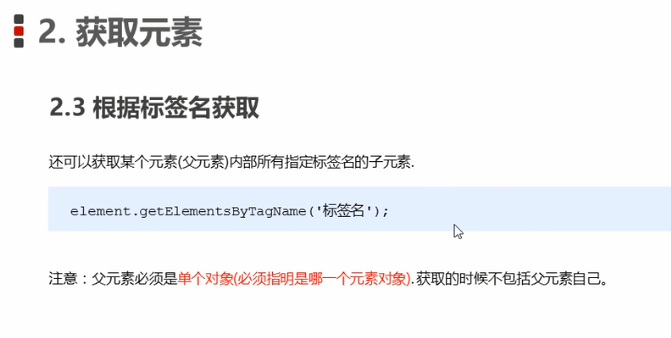 2. 获取元素
2.3 根据标签名获取
还可以获取某个元素(父元素)内部所有指定标签名的子元素.
element.getElementsByTagName('标签名');
注意：父元素必须是单个对象(必须指明是哪一个元素对象).获取的时候不包括父元素自己。